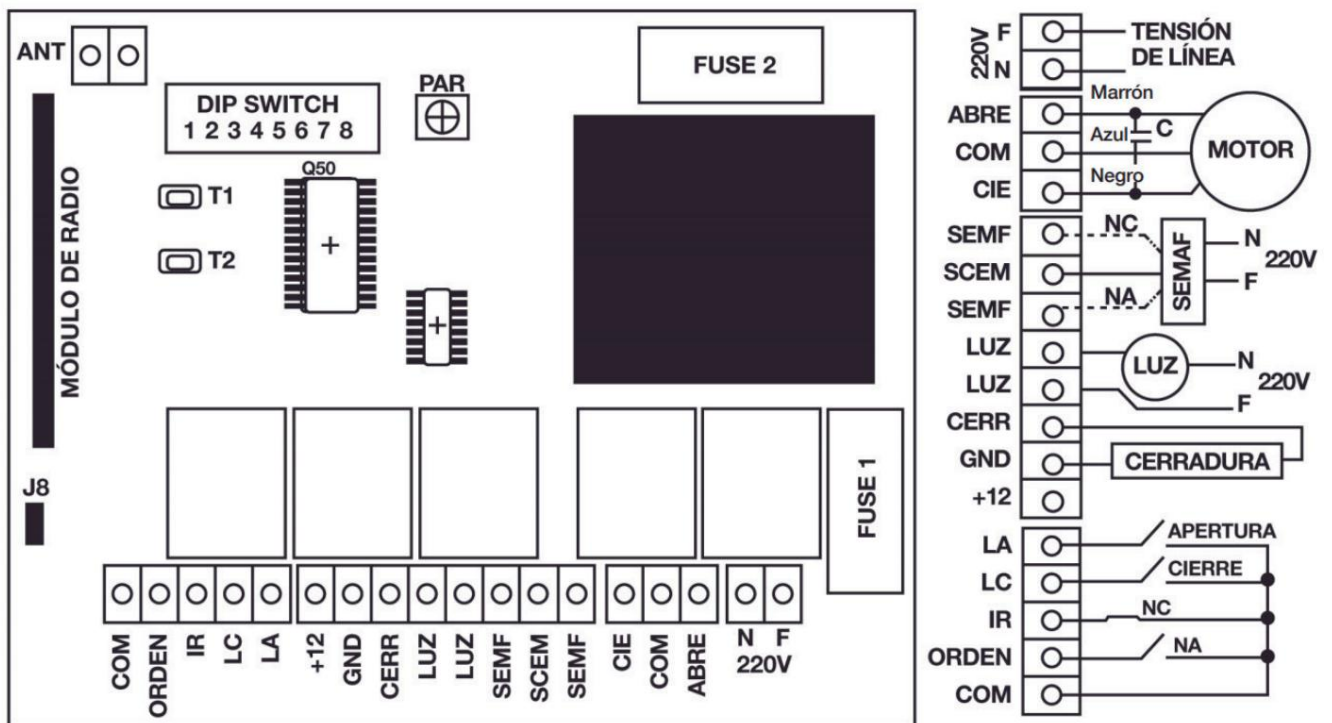 ANT
DIP SWITCH
1 2 3 4 5 6 7 8
PAR
FUSE 2
Q50
T1
T2
MÓDULO DE RADIO
J8
FUSE 1
COM
ORDEN
IR
LC
LA
+12
GND
CERR
LUZ
LUZ
SEMF
SCEM
SEMF
CIE
COM
ABRE
N F
220V
220V
F
N
TENSIÓN
DE LÍNEA
ABRE
COM
CIE
Marrón
Azul
C
Negro
MOTOR
SEMF
SCEM
SEMF
NC
NA
SEMAF
N
220V
F
LUZ
LUZ
LUZ
N
220V
F
CERR
GND
+12
CERRADURA
LA
LC
IR
ORDEN
COM
APERTURA
CIERRE
NC
NA